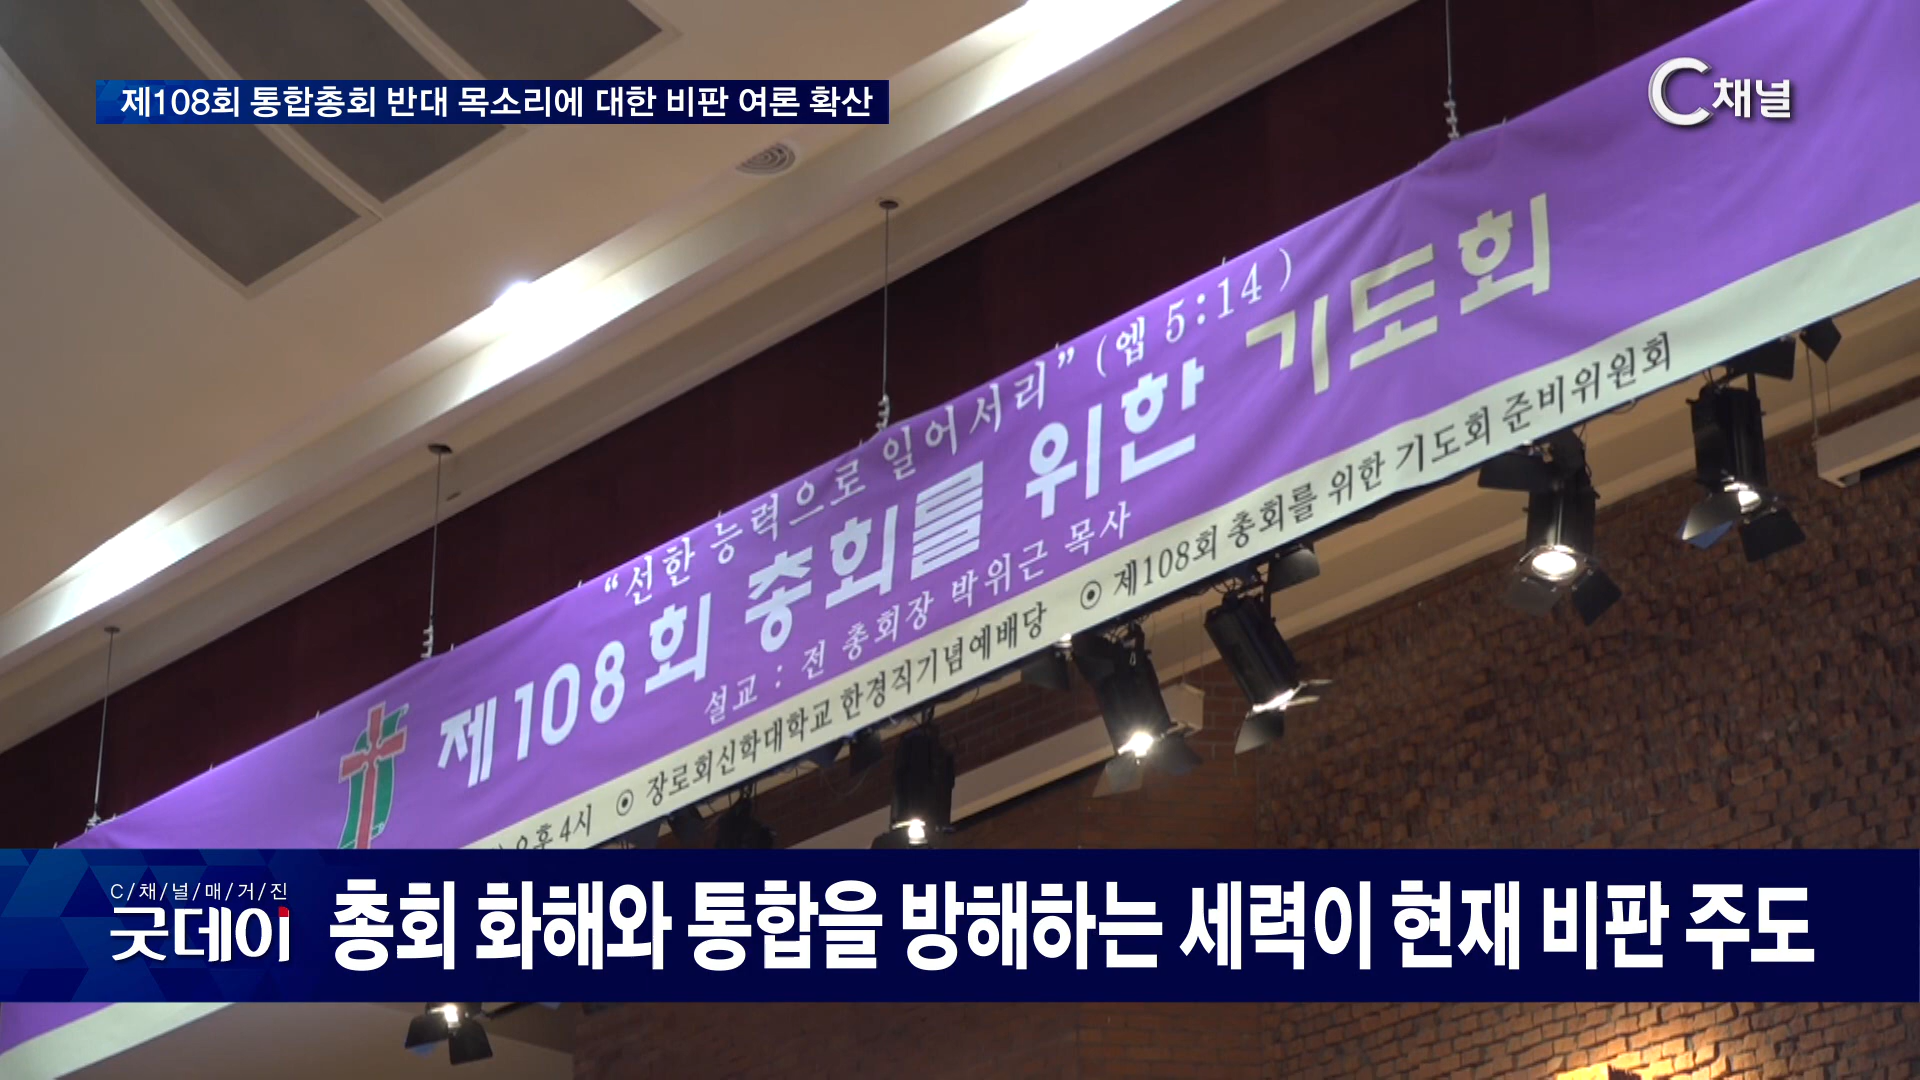 제108회 통합총회 반대 목소리에 대한 비판 여론 확산
C채널
“선한 능력으로 일어서리” (엡 5:14)
제108회 총회를 위한 기도회
설교 : 전 총회장 박위근 목사
오후 4시 ⊙ 장로회신학대학교 한경직기념예배당 ⊙ 제108회 총회를 위한 기도회 준비위원회
C/채/널/매/거/진
굿데이
총회 화해와 통합을 방해하는 세력이 현재 비판 주도